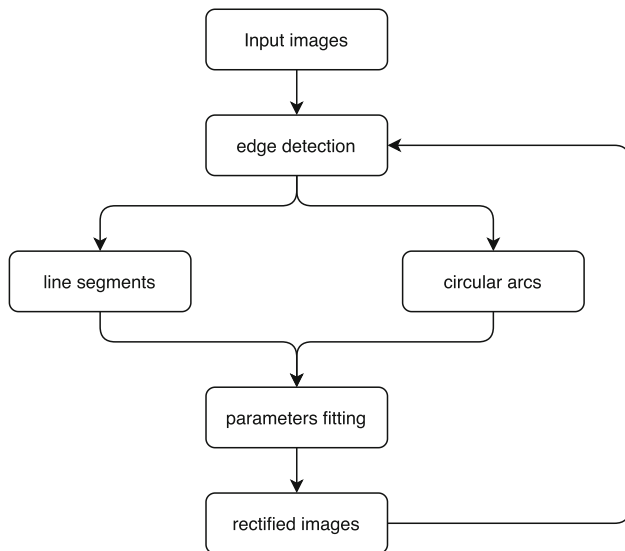 Input images
edge detection
line segments
circular arcs
parameters fitting
rectified images